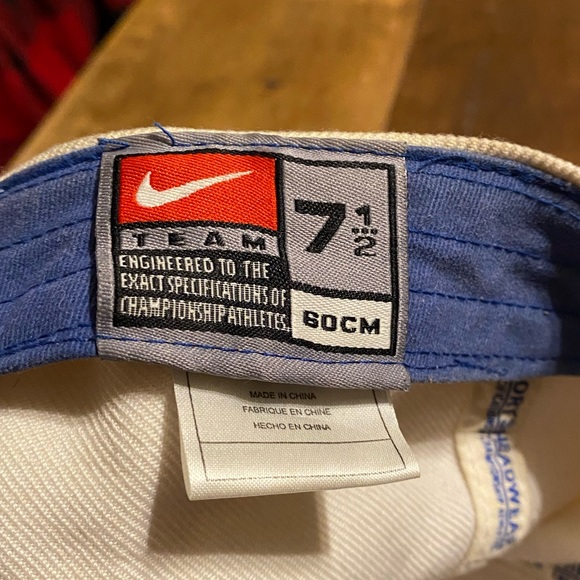 TEAM
ENGINEERED TO THE
EXACT SPECIFICATIONS OF
CHAMPIONSHIP ATHLETES.
7 1/2
60CM
MADE IN CHINA
FABRIQUE EN CHINE
HECHO EN CHINA